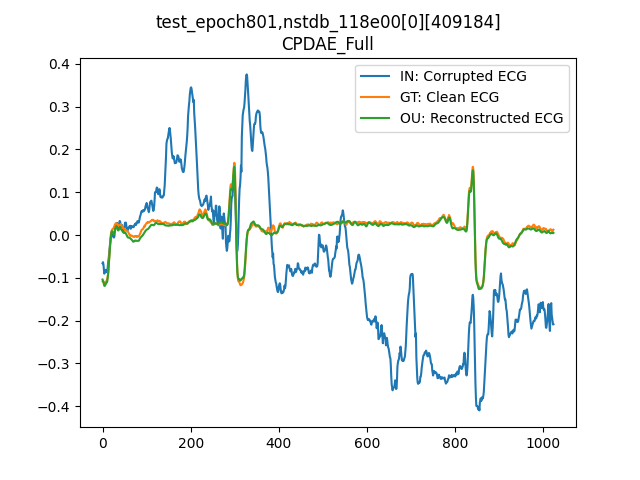 test_epoch801,nstdb_118e00[0][409184]
CPDAE_Full
IN: Corrupted ECG
GT: Clean ECG
OU: Reconstructed ECG
0.4
0.3
0.2
0.1
0.0
−0.1
−0.2
−0.3
−0.4
0 200 400 600 800 1000